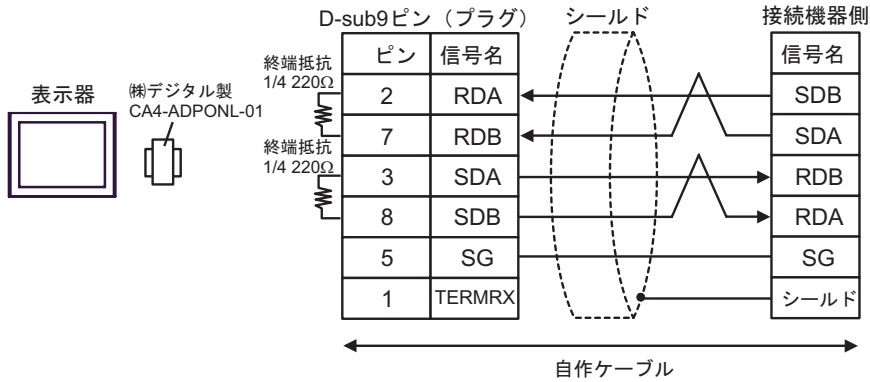 D-sub9ピン（プラグ）
シールド
接続機器側
表示器
㈱デジタル製
CA4-ADPONL-01
終端抵抗
1/4 220Ω
終端抵抗
1/4 220Ω
ピン 信号名 信号名
2 RDA SDB
7 RDB SDA
3 SDA RDB
8 SDB RDA
5 SG SG
1 TERMRX シールド
自作ケーブル